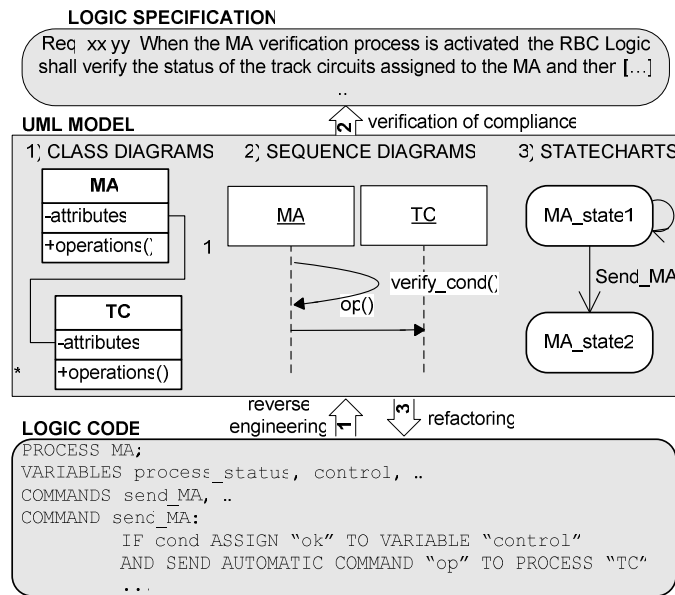 LOGIC SPECIFICATION
Req xx yy When the MA verification process is activated the RBC Logic
shall verify the status of the track circuits assigned to the MA and then […]
..
UML MODEL
2 verification of compliance
1) CLASS DIAGRAMS 2) SEQUENCE DIAGRAMS 3) STATECHARTS
MA
-attributes
+operations()
1
TC
-attributes
+operations()
*
MA TC
verify_cond()
op()
MA_state1
Send_MA
MA_state2
reverse
engineering 1 3 refactoring
LOGIC CODE
PROCESS MA;
VARIABLES process_status, control, ..
COMMANDS send_MA, ..
COMMAND send_MA:
IF cond ASSIGN “ok” TO VARIABLE “control”
AND SEND AUTOMATIC COMMAND “op” TO PROCESS “TC”
...